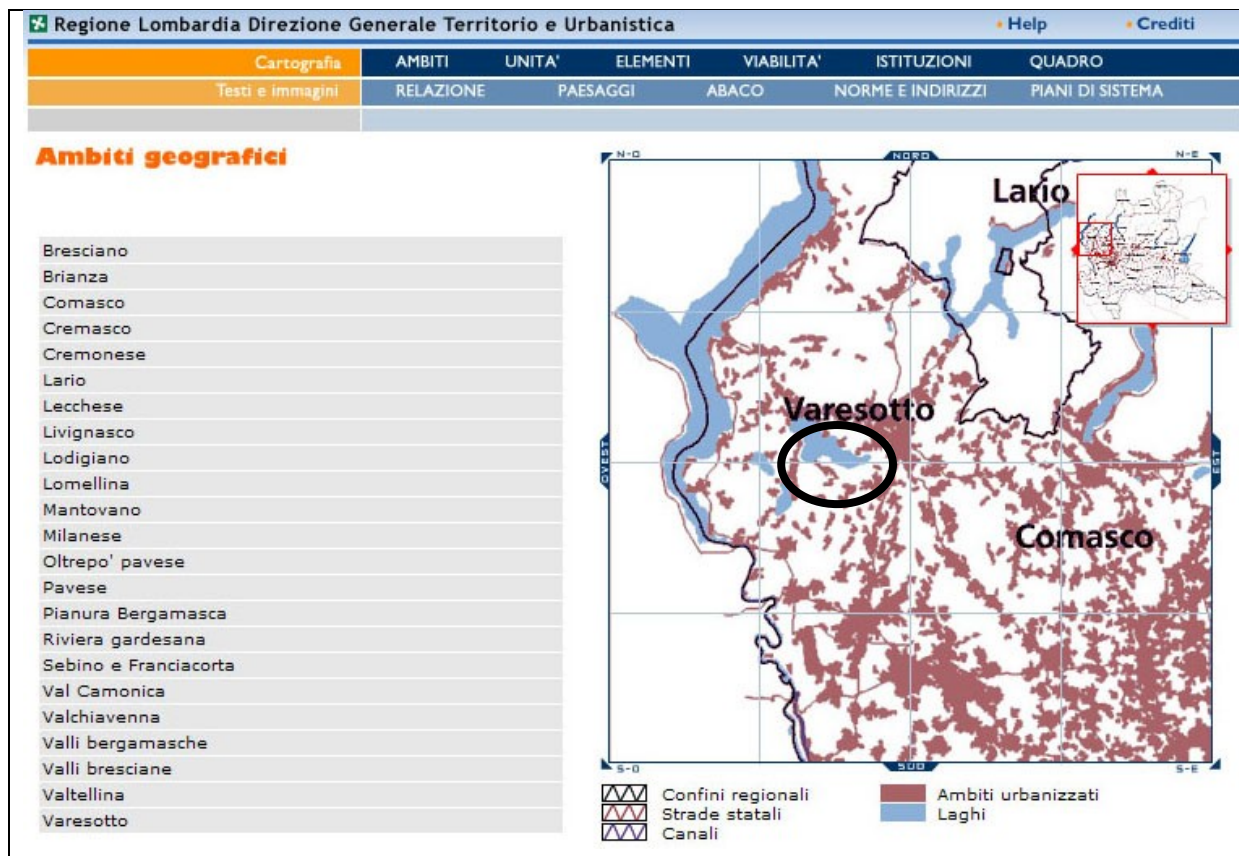 Regione Lombardia Direzione Generale Territorio e Urbanistica
Help
Crediti
Cartografia
AMBITI
UNITA'
ELEMENTI
VIABILITA'
ISTITUZIONI
QUADRO
Testi e immagini
RELAZIONE
PAESAGGI
ABACO
NORME E INDIRIZZI
PIANI DI SISTEMA
Ambiti geografici
Bresciano
Brianza
Comasco
Cremasco
Cremonese
Lario
Lecchese
Livignasco
Lodigiano
Lomellina
Mantovano
Milanese
Oltrepo' pavese
Pavese
Pianura Bergamasca
Riviera gardesana
Sebino e Franciacorta
Val Camonica
Valchiavenna
Valli bergamasche
Valli bresciane
Valtellina
Varesotto
N-O
NORD
N-E
Lario
Varesotto
OVEST
EST
Comasco
S-O
SUD
S-E
Confini regionali
Strade statali
Canali
Ambiti urbanizzati
Laghi